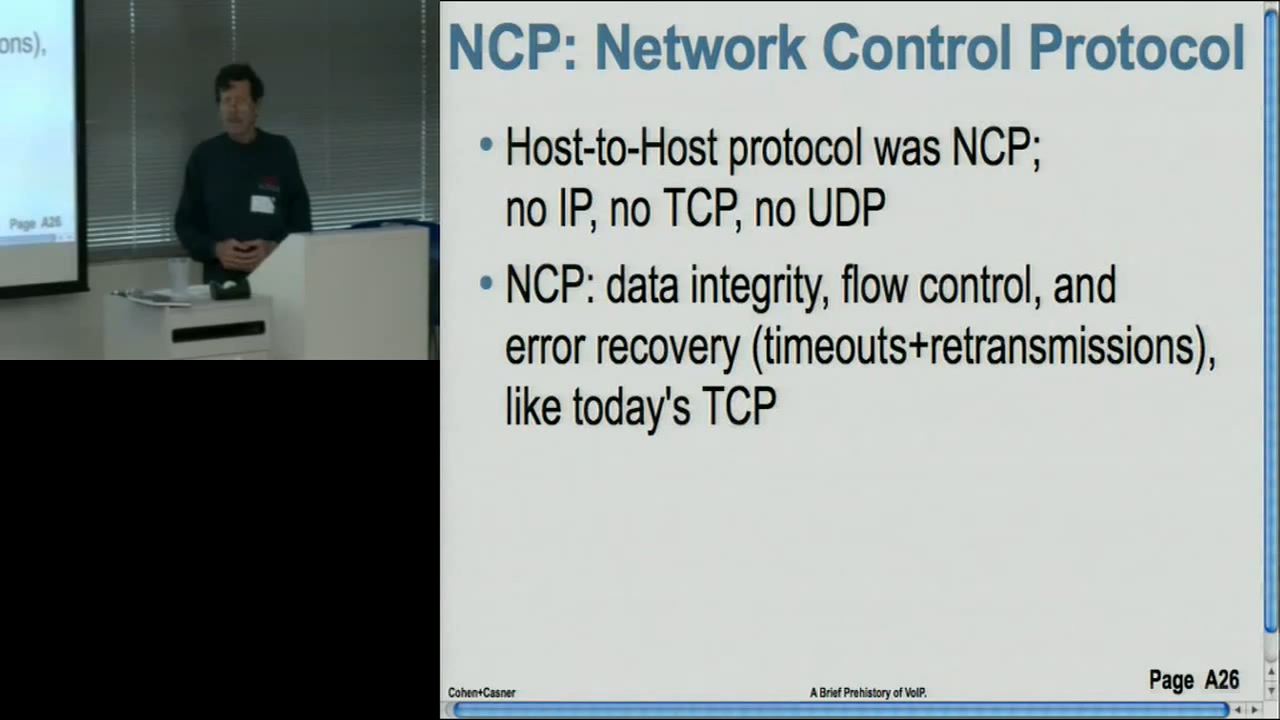 ons),
Page A26
NCP: Network Control Protocol
• Host-to-Host protocol was NCP;
no IP, no TCP, no UDP
• NCP: data integrity, flow control, and
error recovery (timeouts+retransmissions),
like today's TCP
Page A26
Cohen+Casner
A Brief Prehistory of VoIP.